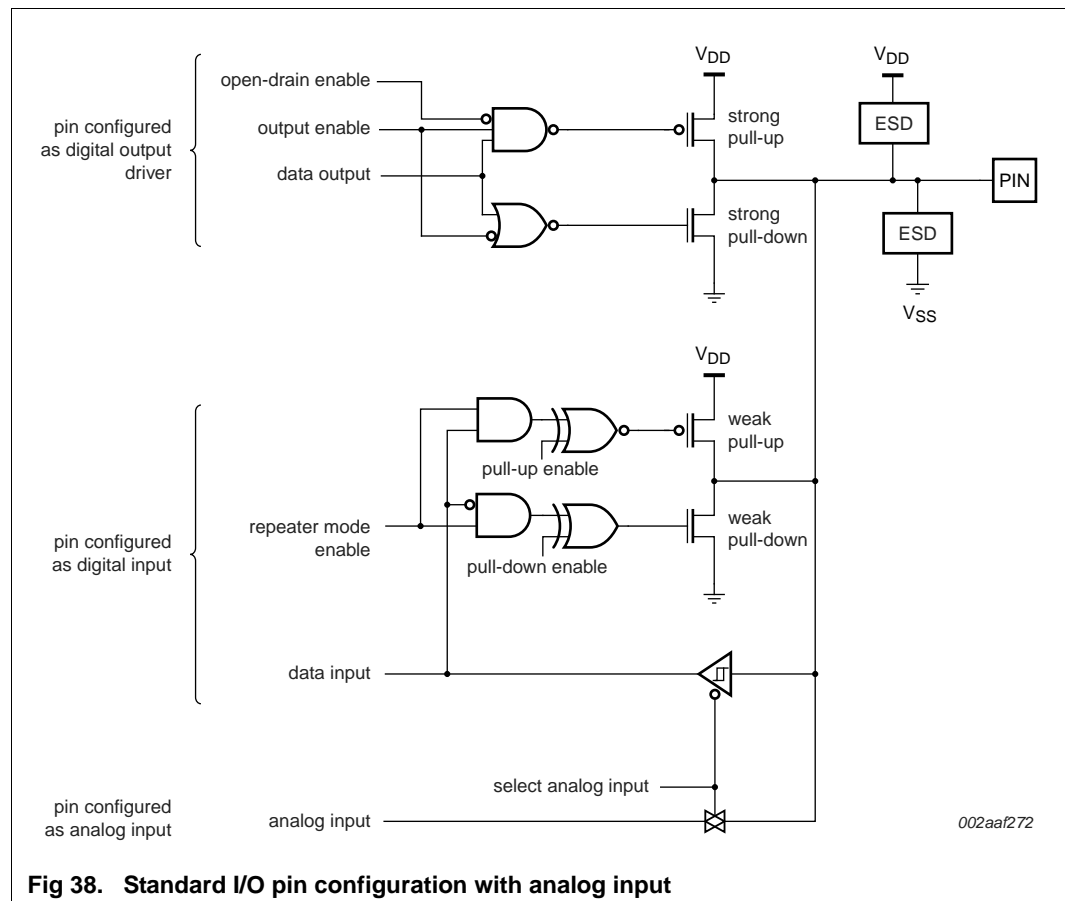 VDD
VDD
open-drain enable
strong
pull-up
ESD
pin configured
as digital output
driver
output enable
data output
PIN
strong
pull-down
ESD
VSS
VDD
weak
pull-up
pull-up enable
pin configured
as digital input
repeater mode
enable
weak
pull-down
pull-down enable
data input
select analog input
pin configured
as analog input
analog input
002aaf272
Fig 38. Standard I/O pin configuration with analog input